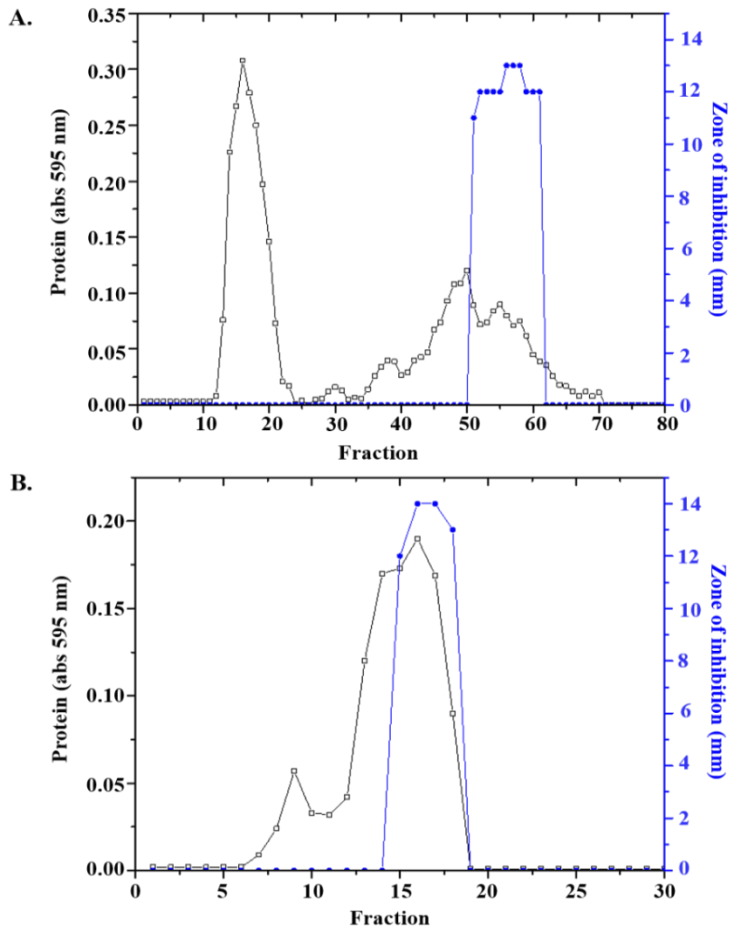 A.
0.35
0.30
0.25
0.20
0.15
0.10
0.05
0.00
Protein (abs 595 nm)
14
12
10
8
6
4
2
0
Zone of inhibition (mm)
0 10 20 30 40 50 60 70 80
Fraction
B.
0.20
0.15
0.10
0.05
0.00
Protein (abs 595 nm)
14
12
10
8
6
4
2
0
Zone of inhibition (mm)
0 5 10 15 20 25 30
Fraction